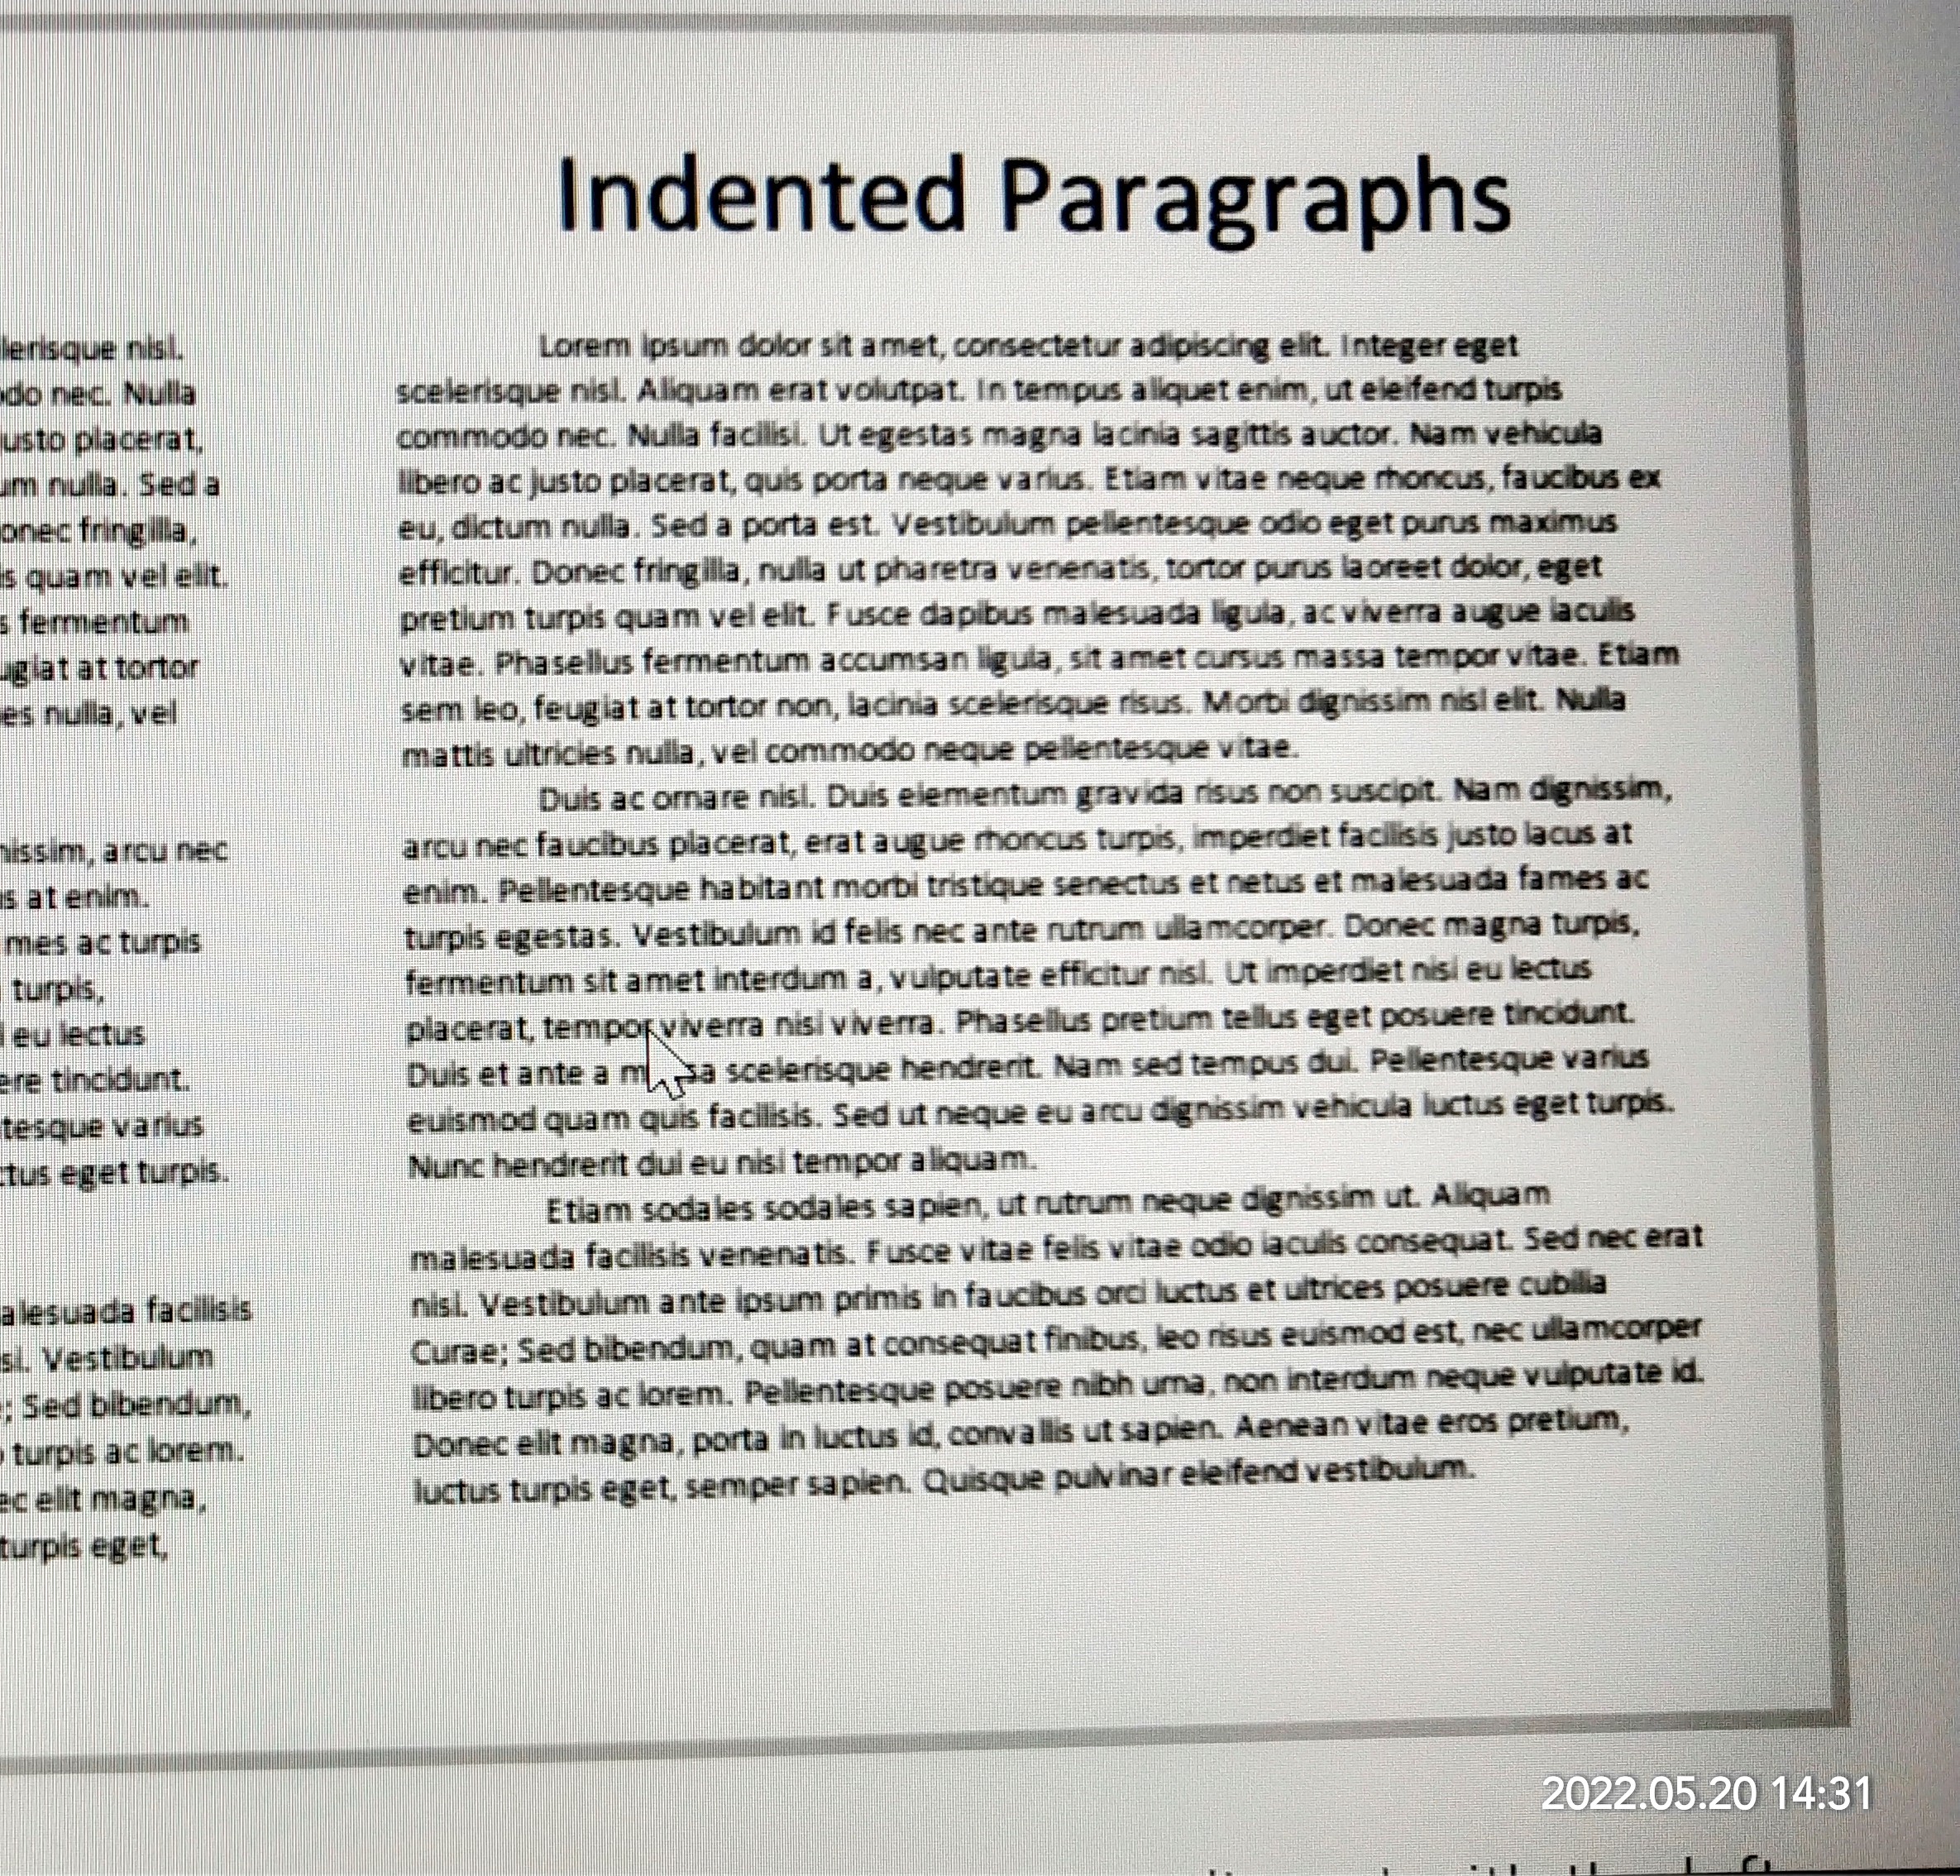 Indented Paragraphs
lerisque nisl.
do nec. Nulla
usto placerat,
um nulla. Sed a
onec fringilla,
s quam vel elit.
s fermentum
ugiat at tortor
es nulla, vel
nissim, arcu nec
s at enim.
mes ac turpis
turpis,
eu lectus
ere tincidunt.
tesque varius
ctus eget turpis.
alesuada facilisis
sl. Vestibulum
; Sed bibendum,
turpis ac lorem.
ec elit magna,
turpis eget,
Lorem ipsum dolor sit amet, consectetur adipiscing elit. Integer eget
scelerisque nisl. Aliquam erat volutpat. In tempus aliquet enim, ut eleifend turpis
commodo nec. Nulla facilisi. Ut egestas magna lacinia sagittis auctor. Nam vehicula
libero ac justo placerat, quis porta neque varius. Etiam vitae neque rhoncus, faucibus ex
eu, dictum nulla. Sed a porta est. Vestibulum pellentesque odio eget purus maximus
efficitur. Donec fringilla, nulla ut pharetra venenatis, tortor purus laoreet dolor, eget
pretium turpis quam vel elit. Fusce dapibus malesuada ligula, ac viverra augue iaculis
vitae. Phasellus fermentum accumsan ligula, sit amet cursus massa tempor vitae. Etiam
sem leo, feugiat at tortor non, lacinia scelerisque risus. Morbi dignissim nisl elit. Nulla
mattis ultricies nulla, vel commodo neque pellentesque vitae.
Duis ac ornare nisl. Duis elementum gravida risus non suscipit. Nam dignissim,
arcu nec faucibus placerat, erat augue rhoncus turpis, imperdiet facilisis justo lacus at
enim. Pellentesque habitant morbi tristique senectus et netus et malesuada fames ac
turpis egestas. Vestibulum id felis nec ante rutrum ullamcorper. Donec magna turpis,
fermentum sit amet interdum a, vulputate efficitur nisl. Ut imperdiet nisi eu lectus
placerat, tempor viverra nisi viverra. Phasellus pretium tellus eget posuere tincidunt.
Duis et ante a scelerisque hendrerit. Nam sed tempus dui. Pellentesque varius
euismod quam quis facilisis. Sed ut neque eu arcu dignissim vehicula luctus eget turpis.
Nunc hendrerit dui eu nisi tempor aliquam.
Etiam sodales sodales sapien, ut rutrum neque dignissim ut. Aliquam
malesuada facilisis venenatis. Fusce vitae felis vitae odio iaculis consequat. Sed nec erat
nisl. Vestibulum ante ipsum primis in faucibus orci luctus et ultrices posuere cubilia
Curae; Sed bibendum, quam at consequat finibus, leo risus euismod est, nec ullamcorper
libero turpis ac lorem. Pellentesque posuere nibh urna, non interdum neque vulputate id.
Donec elit magna, porta in luctus id, convallis ut sapien. Aenean vitae eros pretium,
luctus turpis eget, semper sapien. Quisque pulvinar eleifend vestibulum.
2022.05.20 14:31